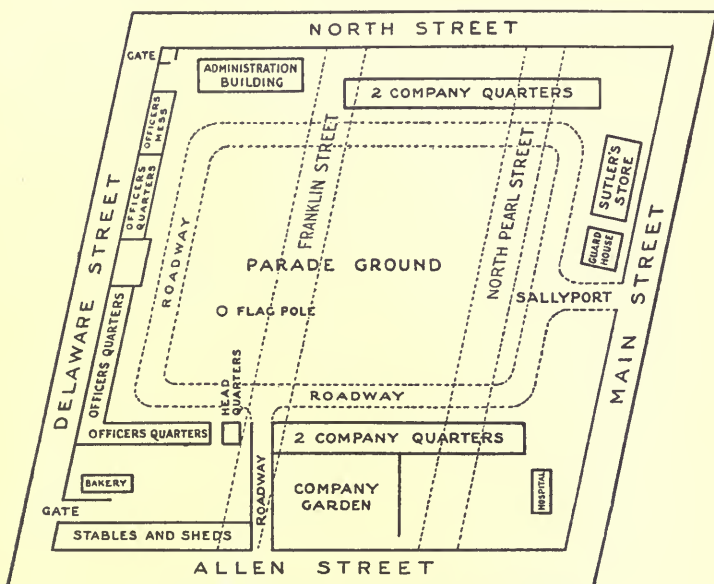 NORTH STREET
GATE
ADMINISTRATION
BUILDING
2 COMPANY QUARTERS
OFFICERS
MESS
OFFICERS
QUARTERS
FRANKLIN STREET
NORTH PEARL STREET
SUTLER'S
STORE
GUARD
HOUSE
DELAWARE STREET
ROADWAY
PARADE GROUND
SALLYPORT
MAIN STREET
FLAG POLE
OFFICERS QUARTERS
HEAD
QUARTERS
ROADWAY
OFFICERS QUARTERS
2 COMPANY QUARTERS
BAKERY
ROADWAY
COMPANY
GARDEN
HOSPITAL
GATE
STABLES AND SHEDS
ALLEN STREET